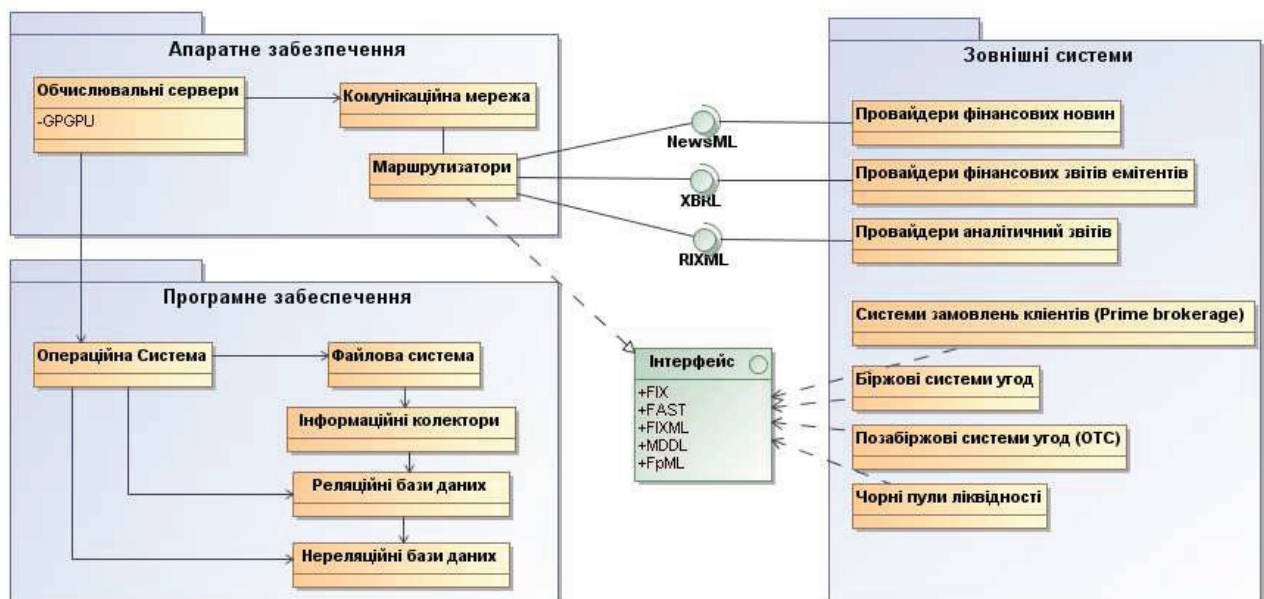 Апаратне забезпечення
Обчислювальні сервери
-GPGPU
Комунікаційна мережа
Маршрутизатори
NewsML
XBRL
RIXML
Програмне забеспечення
Операційна Система
Файлова система
Інформаційні колектори
Реляційні бази даних
Нереляційні бази даних
Інтерфейс
+FIX
+FAST
+FIXML
+MDDL
+FpML
Зовнішні системи
Провайдери фінансових новин
Провайдери фінансових звітів емітентів
Провайдери аналітичний звітів
Системи замовлень клієнтів (Prime brokerage)
Біржові системи угод
Позабіржові системи угод (ОТС)
Чорні пули ліквідності